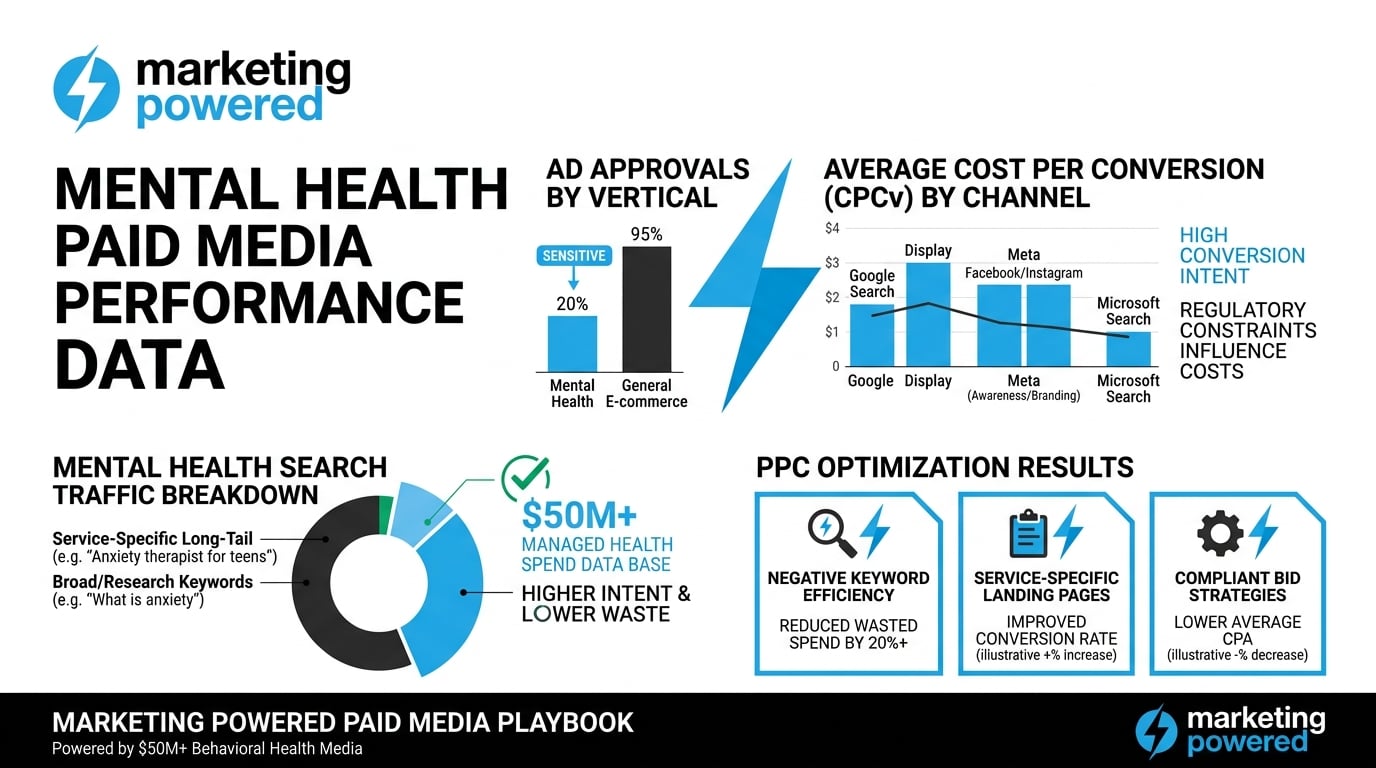 marketing
powered
MENTAL HEALTH
PAID MEDIA
PERFORMANCE
DATA
AD APPROVALS
BY VERTICAL
SENSITIVE
20%
95%
Mental
Health
General
E-commerce
AVERAGE COST PER CONVERSION
(CPCv) BY CHANNEL
$4
$3
$2
$1
0
Google
Search
Display
Meta
Facebook/Instagram
Microsoft
Search
Google
Display
Meta
(Awareness/Branding)
Microsoft
Search
HIGH
CONVERSION
INTENT
REGULATORY
CONSTRAINTS
INFLUENCE
COSTS
MENTAL HEALTH SEARCH
TRAFFIC BREAKDOWN
Service-Specific Long-Tail
(e.g. “Anxiety therapist for teens”)
Broad/Research Keywords
(e.g. “What is anxiety”)
$50M+
MANAGED HEALTH
SPEND DATA BASE
HIGHER INTENT &
LOWER WASTE
PPC OPTIMIZATION RESULTS
NEGATIVE KEYWORD
EFFICIENCY
REDUCED WASTED
SPEND BY 20%+
SERVICE-SPECIFIC
LANDING PAGES
IMPROVED
CONVERSION RATE
(illustrative +% increase)
COMPLIANT BID
STRATEGIES
LOWER AVERAGE
CPA
(illustrative -% decrease)
MARKETING POWERED PAID MEDIA PLAYBOOK
Powered by $50M+ Behavioral Health Media
marketing
powered